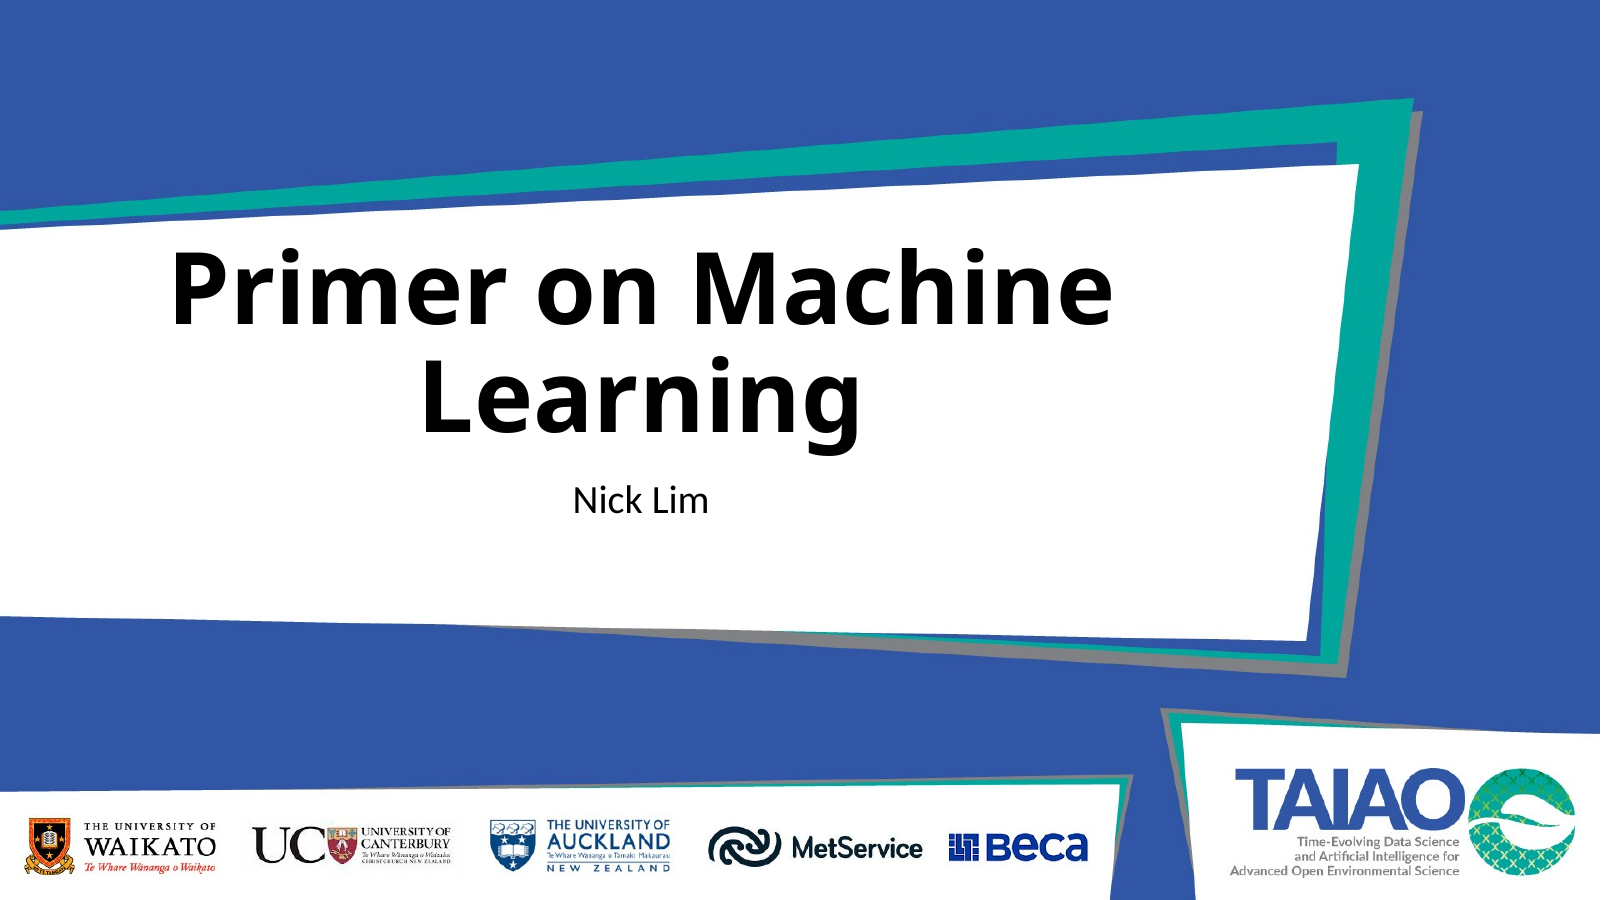 Primer on Machine
Learning
Nick Lim
THE UNIVERSITY OF
WAIKATO
Te Whare Wānanga o Waikato
UC
UNIVERSITY OF
CANTERBURY
Te Whare Wānanga o Waitaha
CHRISTCHURCH NEW ZEALAND
THE UNIVERSITY OF
AUCKLAND
Te Whare Wānanga o Tāmaki Makaurau
NEW ZEALAND
MetService
Beca
TAIAO
Time-Evolving Data Science
and Artificial Intelligence for
Advanced Open Environmental Science